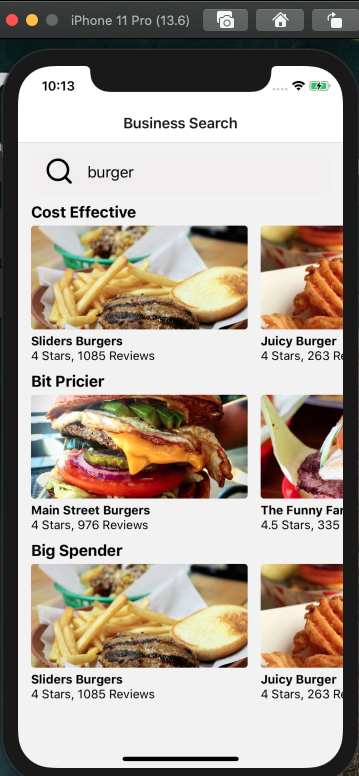 iPhone 11 Pro (13.6)
10:13
Business Search
burger
Cost Effective
Sliders Burgers
4 Stars, 1085 Reviews
Juicy Burger
4 Stars, 263 Re
Bit Pricier
Main Street Burgers
4 Stars, 976 Reviews
The Funny Far
4.5 Stars, 335
Big Spender
Sliders Burgers
4 Stars, 1085 Reviews
Juicy Burger
4 Stars, 263 Re